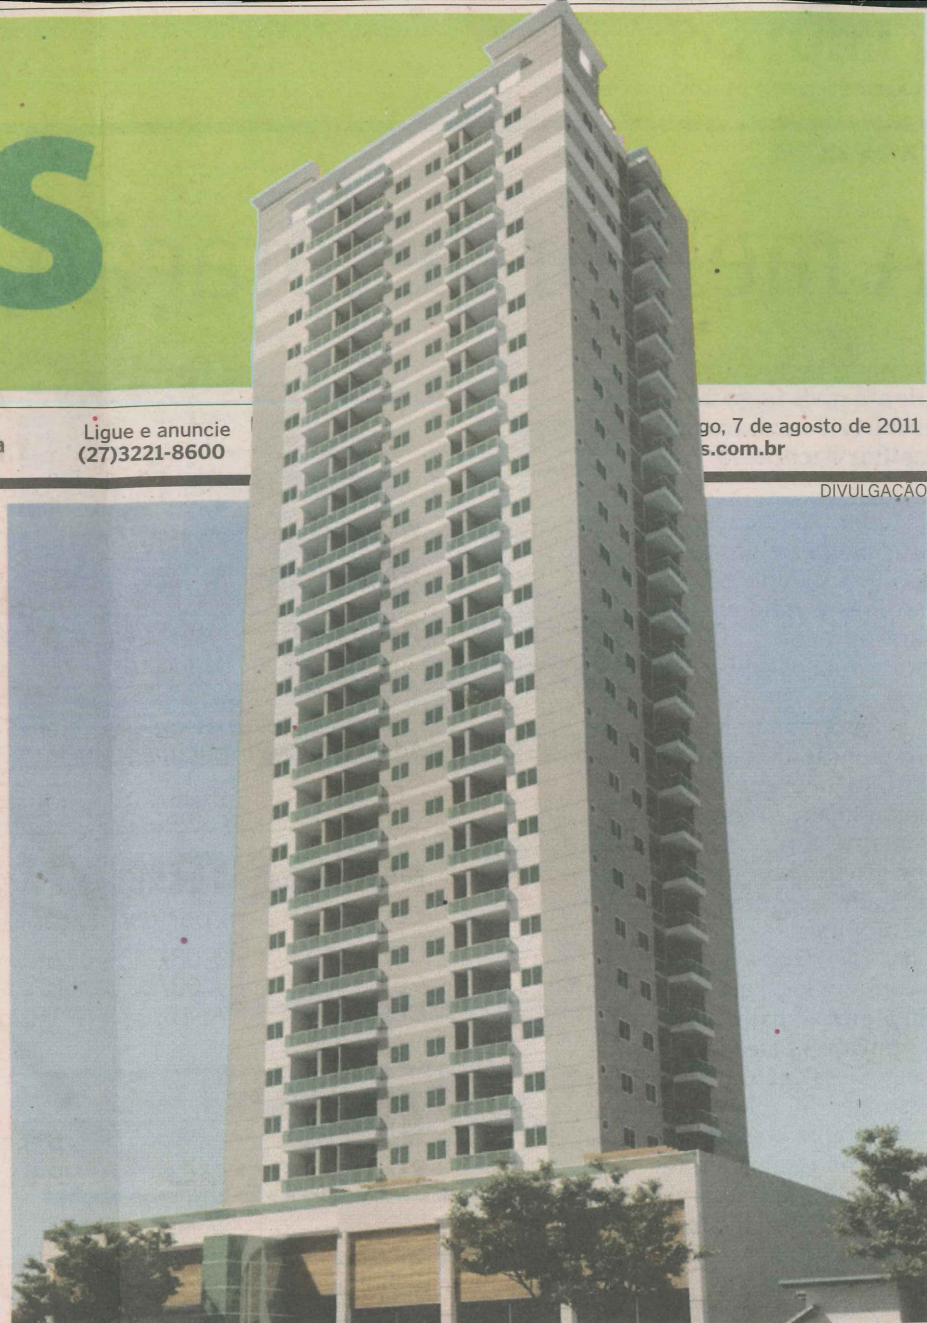 S
a
Ligue e anuncie
(27)3221-8600
go, 7 de agosto de 2011
s.com.br
DIVULGAÇÃO